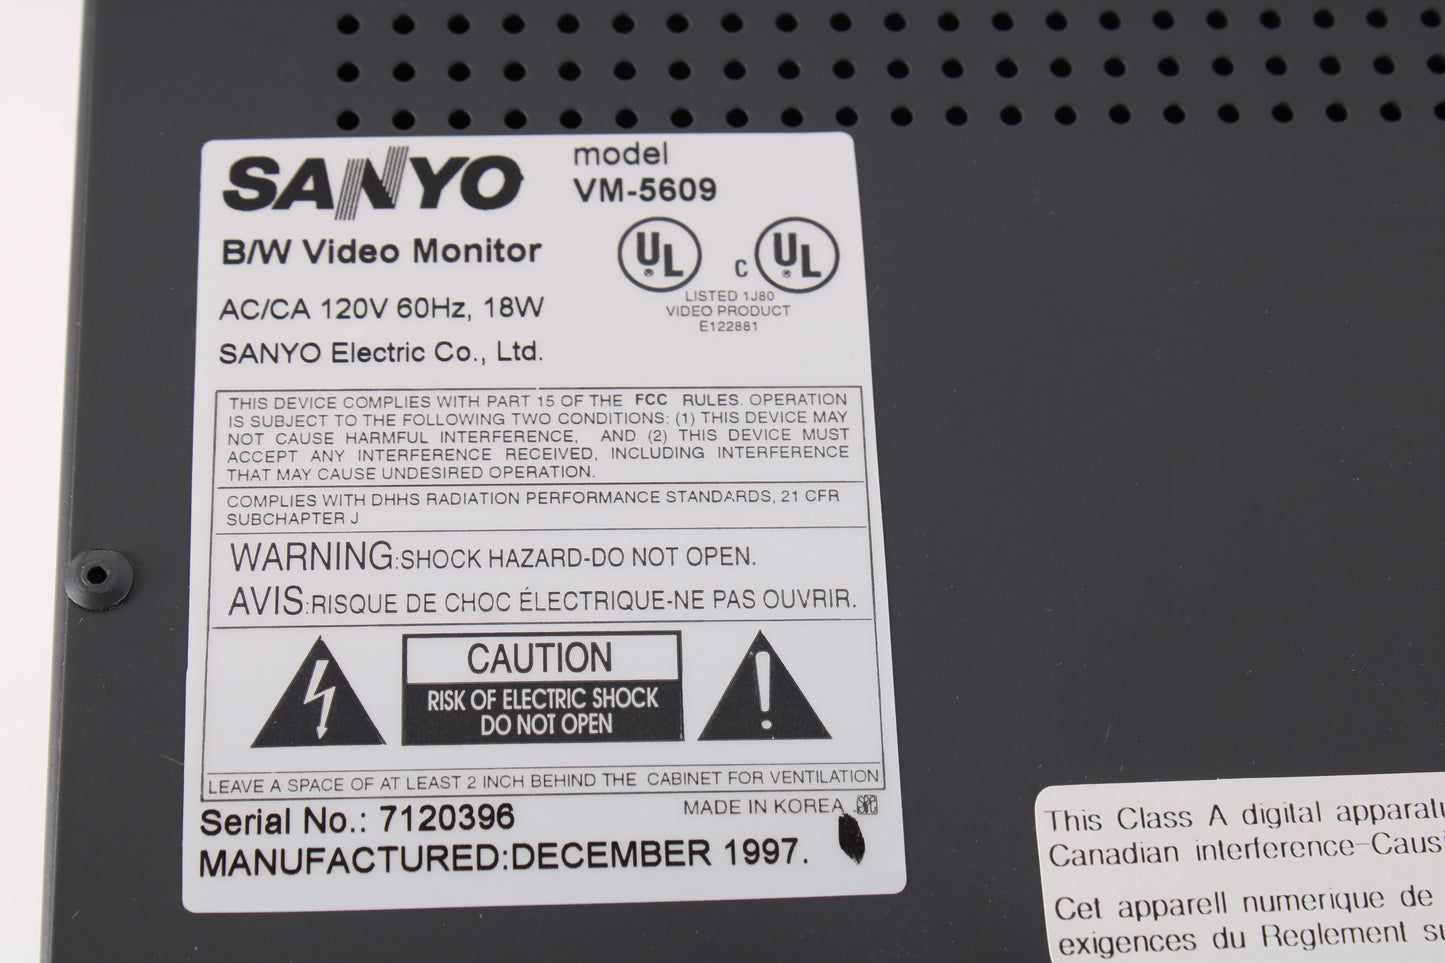 SANYO
model
VM-5609
B/W Video Monitor
UL
®
C
UL
®
AC/CA 120V 60Hz, 18W
LISTED 1J80
VIDEO PRODUCT
E122881
SANYO Electric Co., Ltd.
THIS DEVICE COMPLIES WITH PART 15 OF THE FCC RULES. OPERATION
IS SUBJECT TO THE FOLLOWING TWO CONDITIONS: (1) THIS DEVICE MAY
NOT CAUSE HARMFUL INTERFERENCE, AND (2) THIS DEVICE MUST
ACCEPT ANY INTERFERENCE RECEIVED, INCLUDING INTERFERENCE
THAT MAY CAUSE UNDESIRED OPERATION.
COMPLIES WITH DHHS RADIATION PERFORMANCE STANDARDS, 21 CFR
SUBCHAPTER J
WARNING:SHOCK HAZARD-DO NOT OPEN.
AVIS:RISQUE DE CHOC ÉLECTRIQUE-NE PAS OUVRIR.
CAUTION
RISK OF ELECTRIC SHOCK
DO NOT OPEN
LEAVE A SPACE OF AT LEAST 2 INCH BEHIND THE CABINET FOR VENTILATION
Serial No.: 7120396
MADE IN KOREA
MANUFACTURED:DECEMBER 1997.
This Class A digital apparatu
Canadian interference-Caus
Cet apparell numerique de
exigences du Reglement su